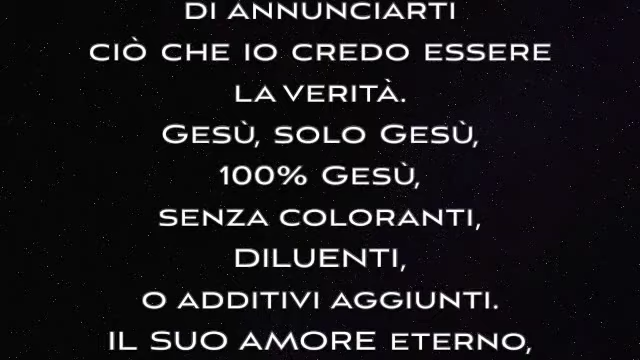 DI ANNUNCIARTI
CIÒ CHE IO CREDO ESSERE
LA VERITÀ.
GESÙ, SOLO GESÙ,
100% GESÙ,
SENZA COLORANTI,
DILUENTI,
O ADDITIVI AGGIUNTI.
IL SUO AMORE ETERNO,